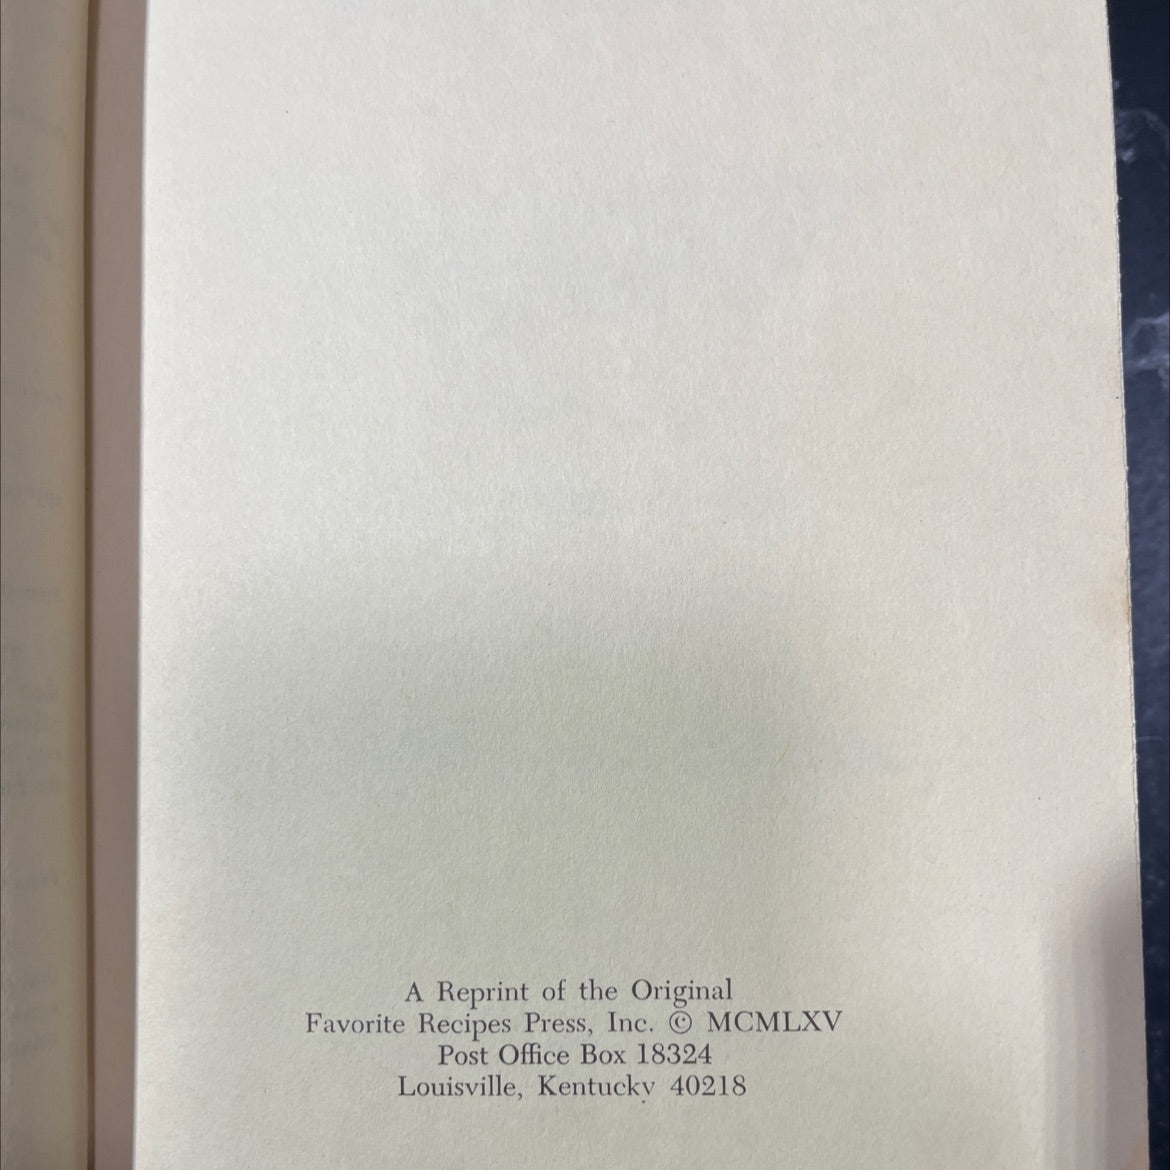 A Reprint of the Original
Favorite Recipes Press, Inc. © MCMLXV
Post Office Box 18324
Louisville, Kentucky 40218